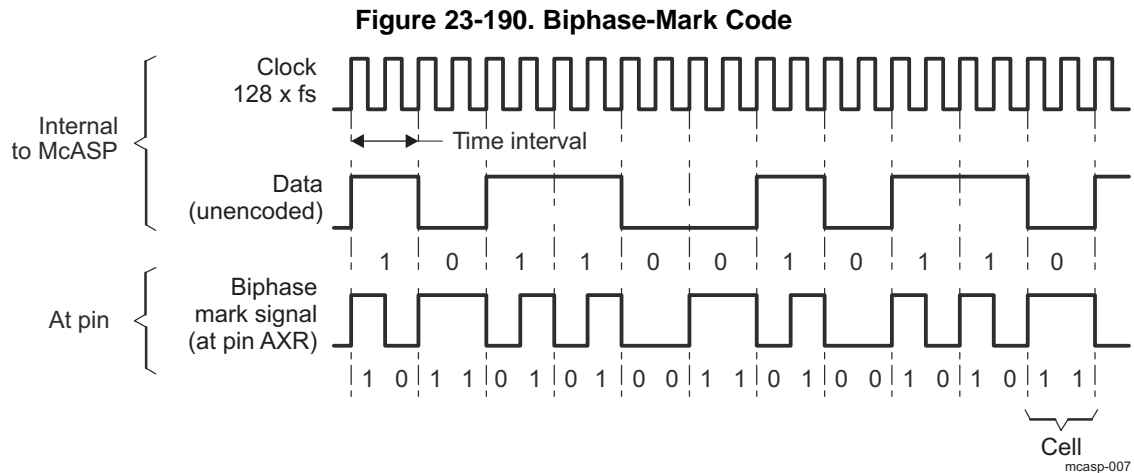 Figure 23-190. Biphase-Mark Code
Clock
128 x fs
Internal
to McASP
Time interval
Data
(unencoded)
1 0 1 1 0 0 1 0 1 1 0
At pin
Biphase
mark signal
(at pin AXR)
1 0 1 1 0 1 0 1 0 0 1 1 0 1 0 0 1 0 1 0 1 1
Cell
mcasp-007